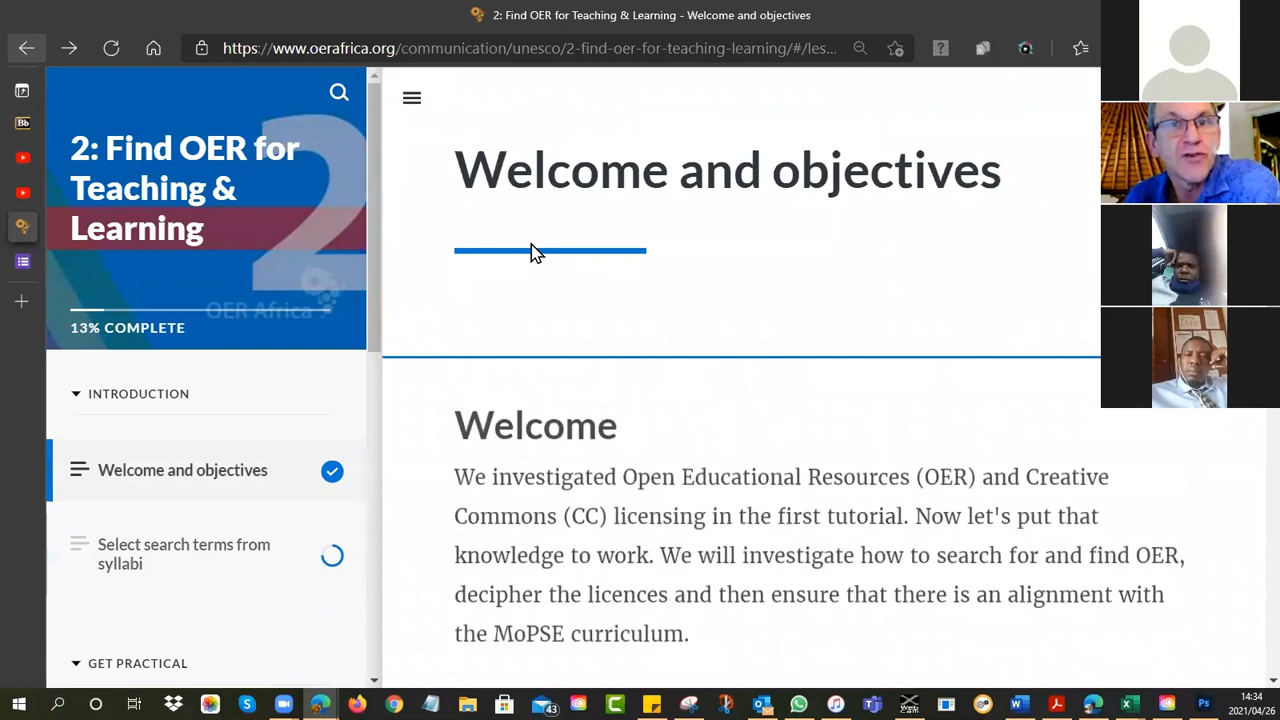 2: Find OER for Teaching & Learning - Welcome and objectives
https://www.oerafrica.org/communication/unesco/2-find-oer-for-teaching-learning/#/les...
Bb
2: Find OER for
Teaching &
Learning
2
OER Africa
13% COMPLETE
INTRODUCTION
Welcome and objectives
Select search terms from
syllabi
GET PRACTICAL
Welcome and objectives
Welcome
We investigated Open Educational Resources (OER) and Creative
Commons (CC) licensing in the first tutorial. Now let's put that
knowledge to work. We will investigate how to search for and find OER,
decipher the licences and then ensure that there is an alignment with
the MoPSE curriculum.
43
14:34
2021/04/26